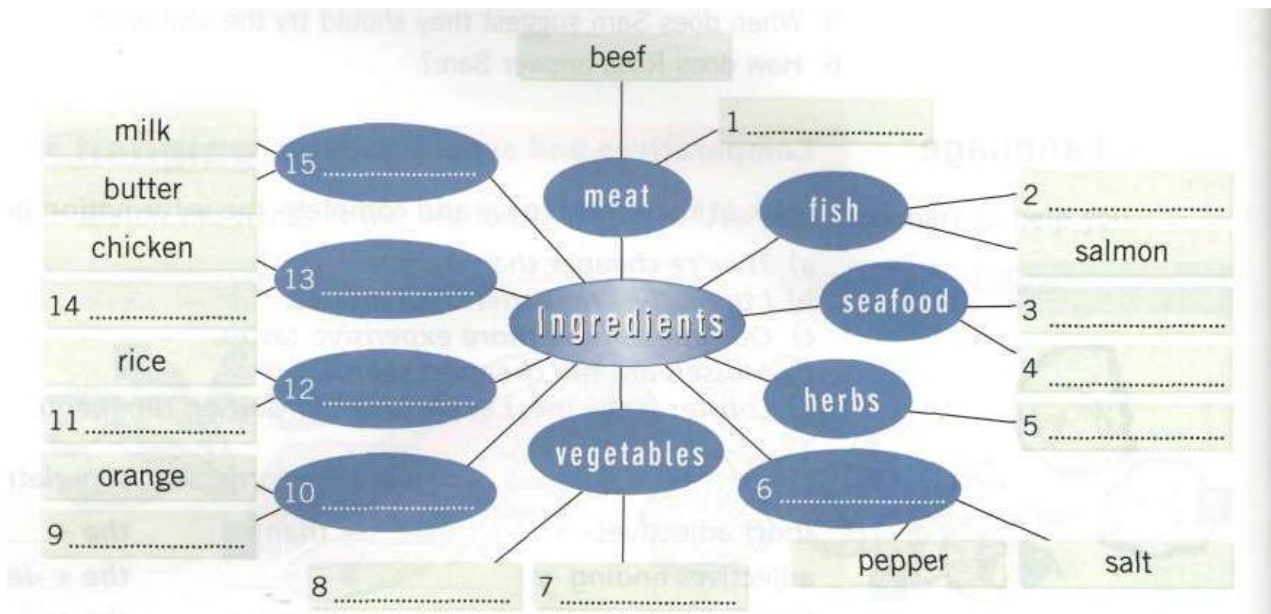 beef
milk
1
15
butter
meat
fish
2
chicken
salmon
13
seafood
14
Ingredients
3
rice
12
4
herbs
11
5
vegetables
orange
10
6
9
pepper
salt
8
7